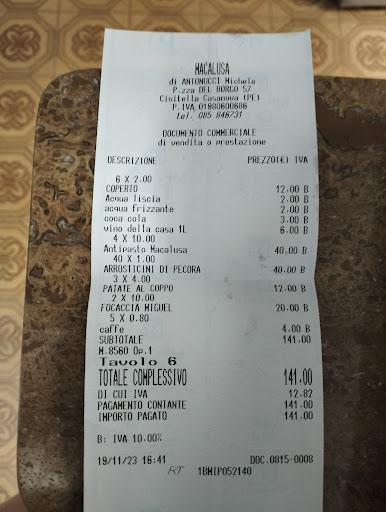 MACALUSA
di ANTONUCCI Michele
P.zza DEL BORGO 57
Civitella Casanova (PE)
P.IVA 01980600686
tel. 085 846731
DOCUMENTO COMMERCIALE
di vendita o prestazione
DESCRIZIONE PREZZO(€) IVA
6 X 2.00
COPERTO 12.00 B
Acqua liscia 2.00 B
acqua frizzante 2.00 B
coca cola 3.00 B
vino della casa 1L 6.00 B
4 X 10.00
Antipasto Macalusa 40.00 B
40 X 1.00
ARROSTICINI DI PECORA 40.00 B
3 X 4.00
PATATE AL COPPO 12.00 B
2 X 10.00
FOCACCIA MIGUEL 20.00 B
5 X 0.80
caffe 4.00 B
SUBTOTALE 141.00
M.8560 Op.1
Tavolo 6
TOTALE COMPLESSIVO 141.00
DI CUI IVA 12.82
PAGAMENTO CONTANTE 141.00
IMPORTO PAGATO 141.00
B: IVA 10.00%
19/11/23 16:41 DOC.0815-0008
RT 1BMIP052140